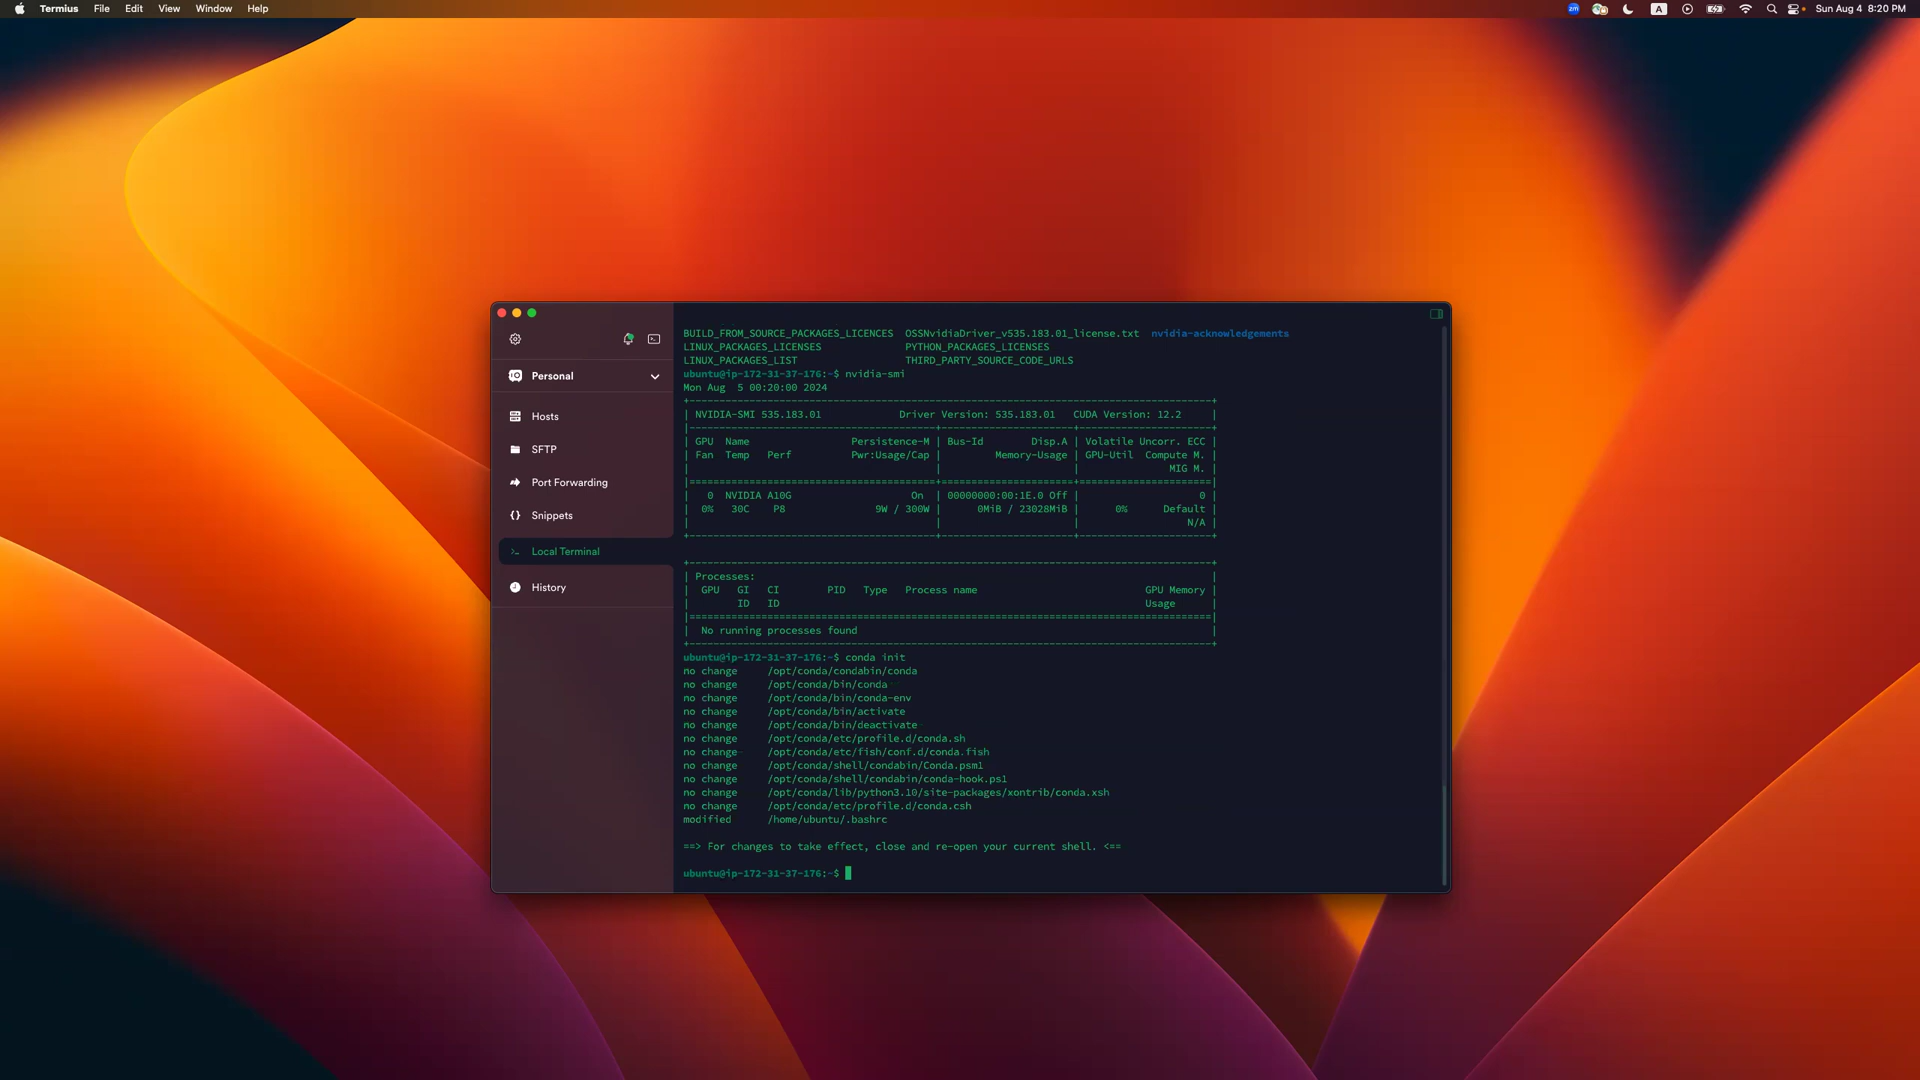 Termius File Edit View Window Help
zm A Sun Aug 4 8:20 PM
Personal
Hosts
SFTP
Port Forwarding
Snippets
Local Terminal
History
BUILD_FROM_SOURCE_PACKAGES_LICENCES OSSNvidiaDriver_v535.183.01_license.txt nvidia-acknowledgements
LINUX_PACKAGES_LICENSES PYTHON_PACKAGES_LICENSES
LINUX_PACKAGES_LIST THIRD_PARTY_SOURCE_CODE_URLS
ubuntu@ip-172-31-37-176:~$ nvidia-smi
Mon Aug 5 00:20:00 2024
+---------------------------------------------------------------------------------------+
| NVIDIA-SMI 535.183.01 Driver Version: 535.183.01 CUDA Version: 12.2 |
|-----------------------------------------+----------------------+----------------------+
| GPU Name Persistence-M | Bus-Id Disp.A | Volatile Uncorr. ECC |
| Fan Temp Perf Pwr:Usage/Cap | Memory-Usage | GPU-Util Compute M. |
| | | MIG M. |
|=========================================+======================+======================|
| 0 NVIDIA A10G On | 00000000:00:1E.0 Off | 0 |
| 0% 30C P8 9W / 300W | 0MiB / 23028MiB | 0% Default |
| | | N/A |
+-----------------------------------------+----------------------+----------------------+
+---------------------------------------------------------------------------------------+
| Processes: |
| GPU GI CI PID Type Process name GPU Memory |
| ID ID Usage |
|=======================================================================================|
| No running processes found |
+---------------------------------------------------------------------------------------+
ubuntu@ip-172-31-37-176:~$ conda init
no change /opt/conda/condabin/conda
no change /opt/conda/bin/conda
no change /opt/conda/bin/conda-env
no change /opt/conda/bin/activate
no change /opt/conda/bin/deactivate
no change /opt/conda/etc/profile.d/conda.sh
no change /opt/conda/etc/fish/conf.d/conda.fish
no change /opt/conda/shell/condabin/Conda.psm1
no change /opt/conda/shell/condabin/conda-hook.ps1
no change /opt/conda/lib/python3.10/site-packages/xontrib/conda.xsh
no change /opt/conda/etc/profile.d/conda.csh
modified /home/ubuntu/.bashrc
==> For changes to take effect, close and re-open your current shell. <==
ubuntu@ip-172-31-37-176:~$